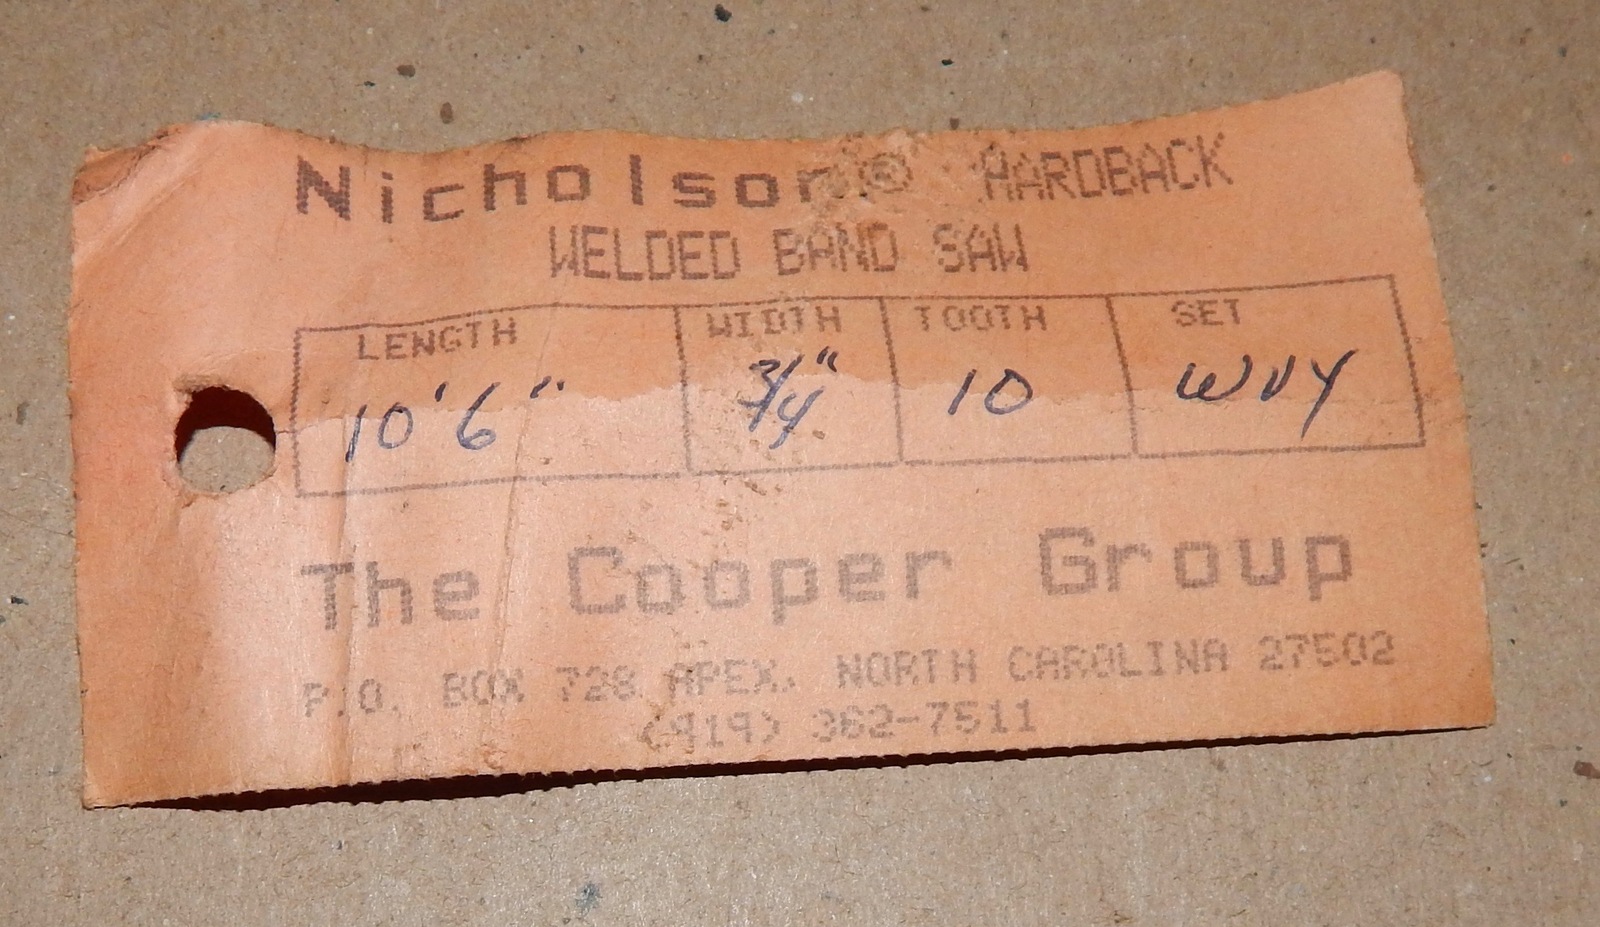 Nicholson® HARDBACK
WELDED BAND SAW
LENGTH WIDTH TOOTH SET
10'6" 3/4" 10 WVY
The Cooper Group
P.O. BOX 728 APEX, NORTH CAROLINA 27502
(919) 362-7511